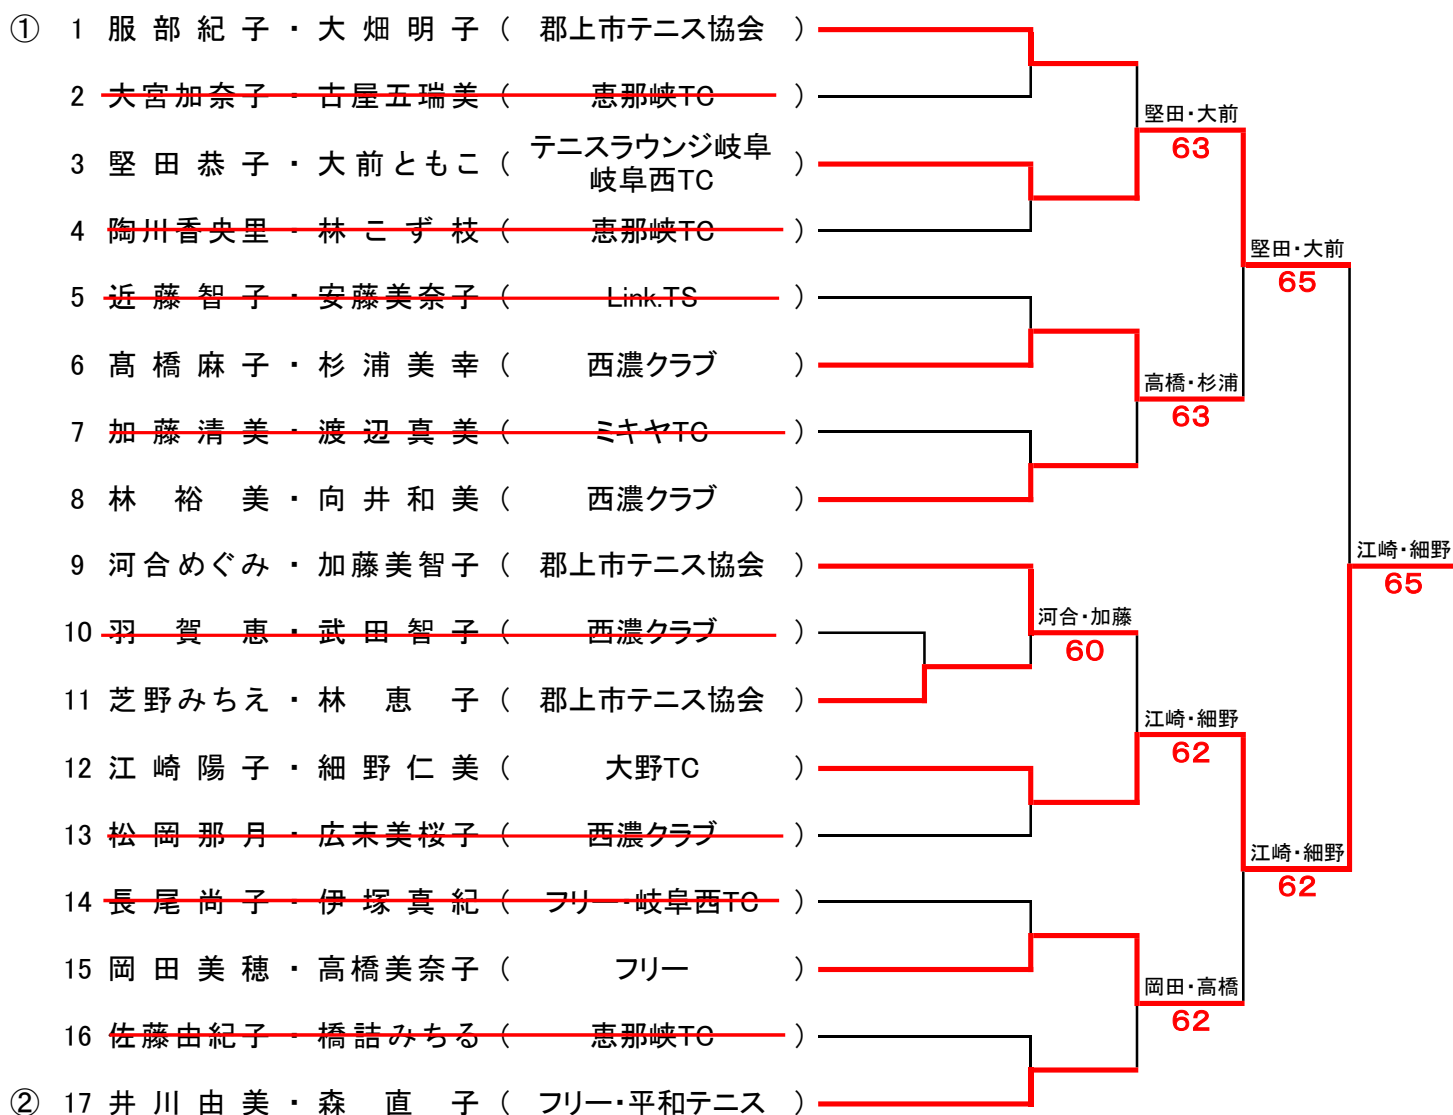 ① 1 服部紀子・大畑明子 ( 郡上市テニス協会 )
2 大宮加奈子・古屋五瑞美 ( 恵那峡TC )
堅田・大前
63
3 堅田恭子・大前ともこ ( テニスラウンジ岐阜
岐阜西TC )
4 陶川香央里・林こず枝 ( 恵那峡TC )
堅田・大前
65
5 近藤智子・安藤美奈子 ( Link.TS )
6 髙橋麻子・杉浦美幸 ( 西濃クラブ )
高橋・杉浦
63
7 加藤清美・渡辺真美 ( ミキヤTC )
8 林裕美・向井和美 ( 西濃クラブ )
江崎・細野
65
9 河合めぐみ・加藤美智子 ( 郡上市テニス協会 )
河合・加藤
60
10 羽賀恵・武田智子 ( 西濃クラブ )
11 芝野みちえ・林恵子 ( 郡上市テニス協会 )
江崎・細野
62
12 江崎陽子・細野仁美 ( 大野TC )
13 松岡那月・広末美桜子 ( 西濃クラブ )
江崎・細野
62
14 長尾尚子・伊塚真紀 ( フリー・岐阜西TC )
15 岡田美穂・高橋美奈子 ( フリー )
岡田・高橋
62
16 佐藤由紀子・橋詰みちる ( 恵那峡TC )
② 17 井川由美・森直子 ( フリー・平和テニス )